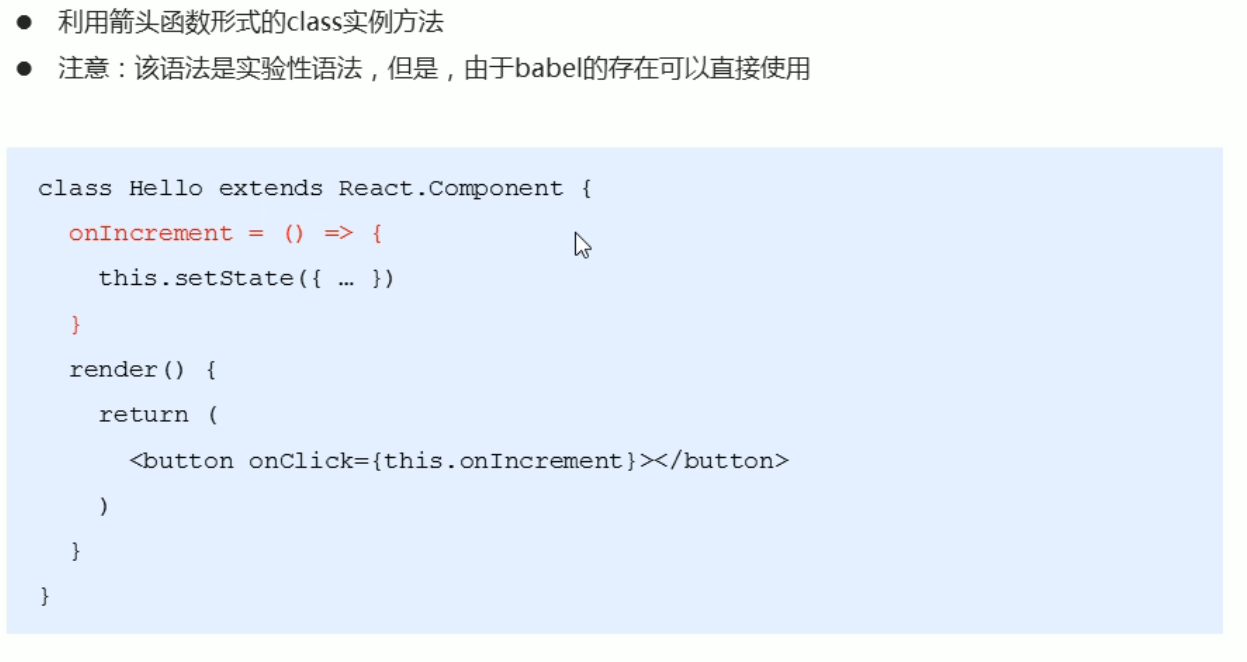 ● 利用箭头函数形式的class实例方法
● 注意：该语法是实验性语法，但是，由于babel的存在可以直接使用
class Hello extends React.Component {
  onIncrement = () => {
    this.setState({ … })
  }
  render() {
    return (
      <button onClick={this.onIncrement}></button>
    )
  }
}